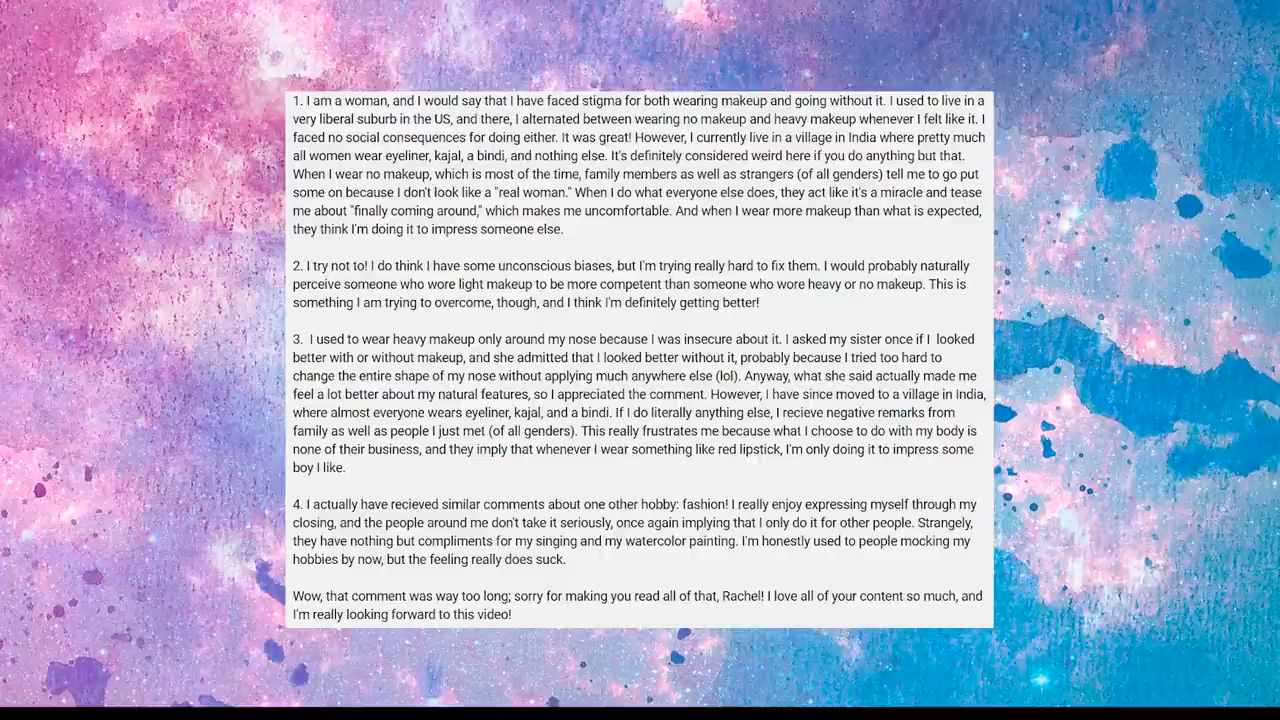 1. I am a woman, and I would say that I have faced stigma for both wearing makeup and going without it. I used to live in a
very liberal suburb in the US, and there, I alternated between wearing no makeup and heavy makeup whenever I felt like it. I
faced no social consequences for doing either. It was great! However, I currently live in a village in India where pretty much
all women wear eyeliner, kajal, a bindi, and nothing else. It's definitely considered weird here if you do anything but that.
When I wear no makeup, which is most of the time, family members as well as strangers (of all genders) tell me to go put
some on because I don't look like a "real woman." When I do what everyone else does, they act like it's a miracle and tease
me about "finally coming around," which makes me uncomfortable. And when I wear more makeup than what is expected,
they think I'm doing it to impress someone else.
2. I try not to! I do think I have some unconscious biases, but I'm trying really hard to fix them. I would probably naturally
perceive someone who wore light makeup to be more competent than someone who wore heavy or no makeup. This is
something I am trying to overcome, though, and I think I'm definitely getting better!
3. I used to wear heavy makeup only around my nose because I was insecure about it. I asked my sister once if I looked
better with or without makeup, and she admitted that I looked better without it, probably because I tried too hard to
change the entire shape of my nose without applying much anywhere else (lol). Anyway, what she said actually made me
feel a lot better about my natural features, so I appreciated the comment. However, I have since moved to a village in India,
where almost everyone wears eyeliner, kajal, and a bindi. If I do literally anything else, I recieve negative remarks from
family as well as people I just met (of all genders). This really frustrates me because what I choose to do with my body is
none of their business, and they imply that whenever I wear something like red lipstick, I'm only doing it to impress some
boy I like.
4. I actually have recieved similar comments about one other hobby: fashion! I really enjoy expressing myself through my
closing, and the people around me don't take it seriously, once again implying that I only do it for other people. Strangely,
they have nothing but compliments for my singing and my watercolor painting. I'm honestly used to people mocking my
hobbies by now, but the feeling really does suck.
Wow, that comment was way too long; sorry for making you read all of that, Rachel! I love all of your content so much, and
I'm really looking forward to this video!